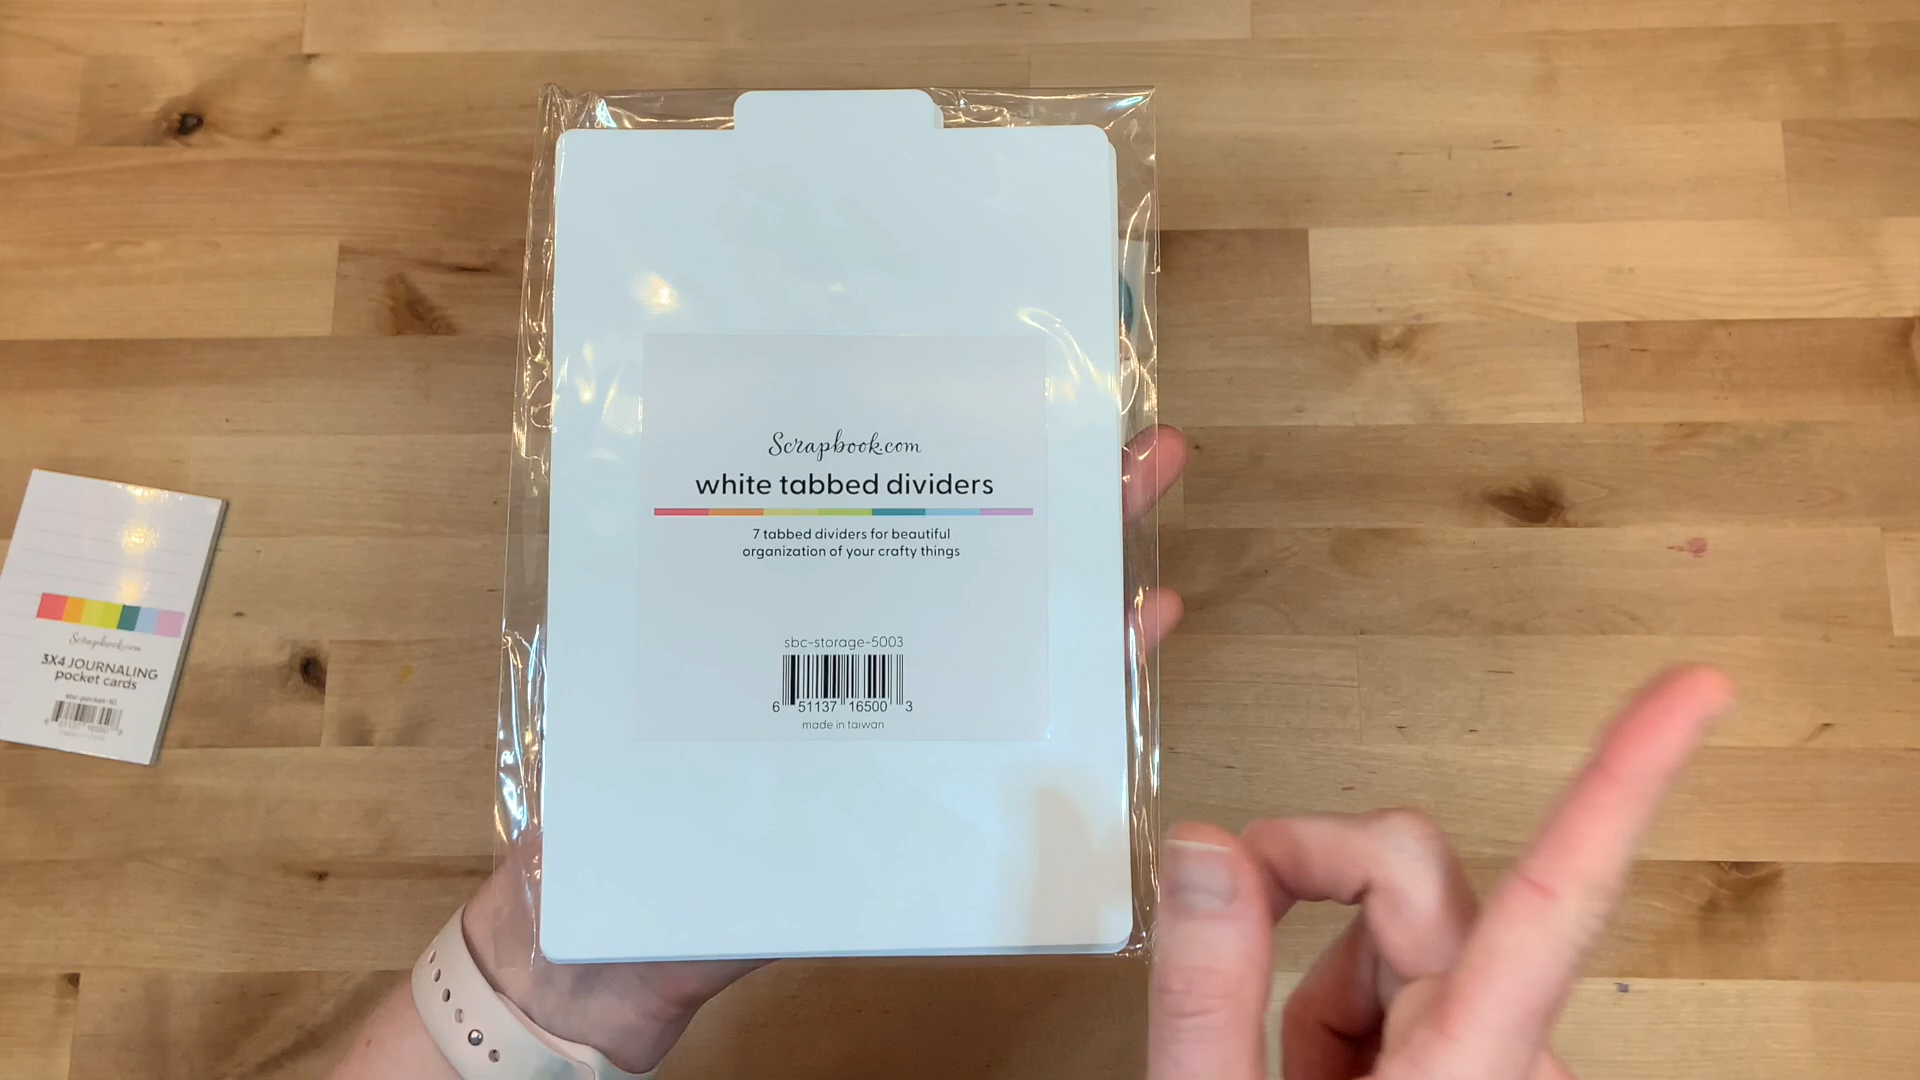 Scrapbook.com
white tabbed dividers
7 tabbed dividers for beautiful
organization of your crafty things
sbc-storage-5003
6 51137 16500 3
made in taiwan
Scrapbook.com
3X4 JOURNALING
pocket cards